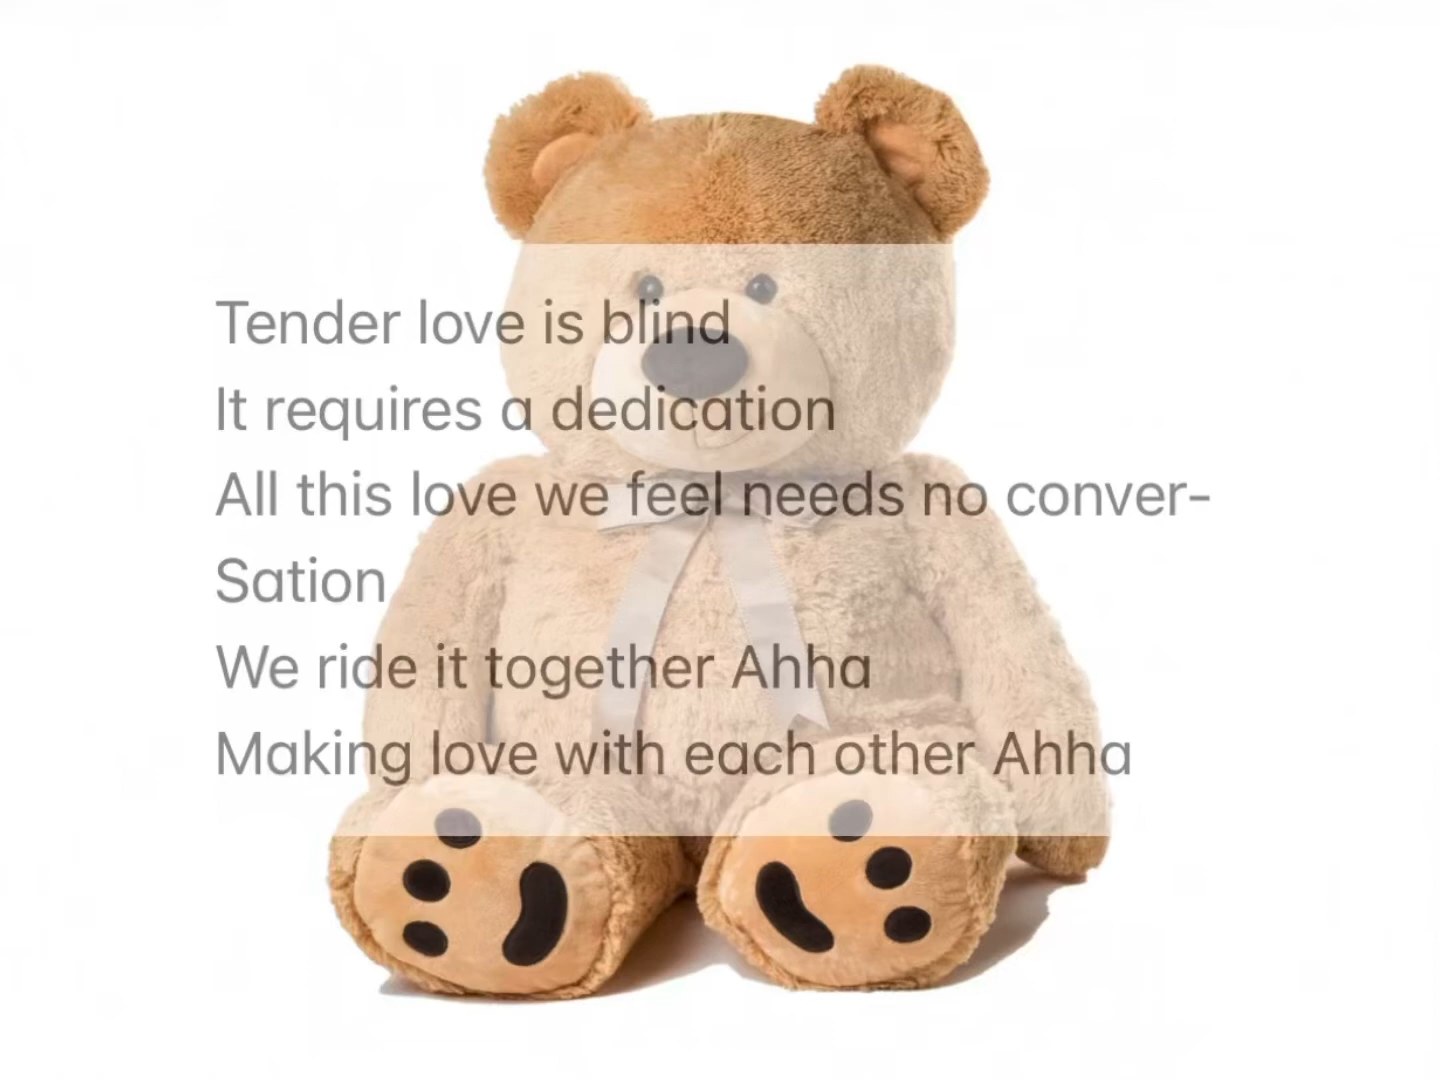 Tender love is blind
It requires a dedication
All this love we feel needs no conver-
Sation
We ride it together Ahha
Making love with each other Ahha